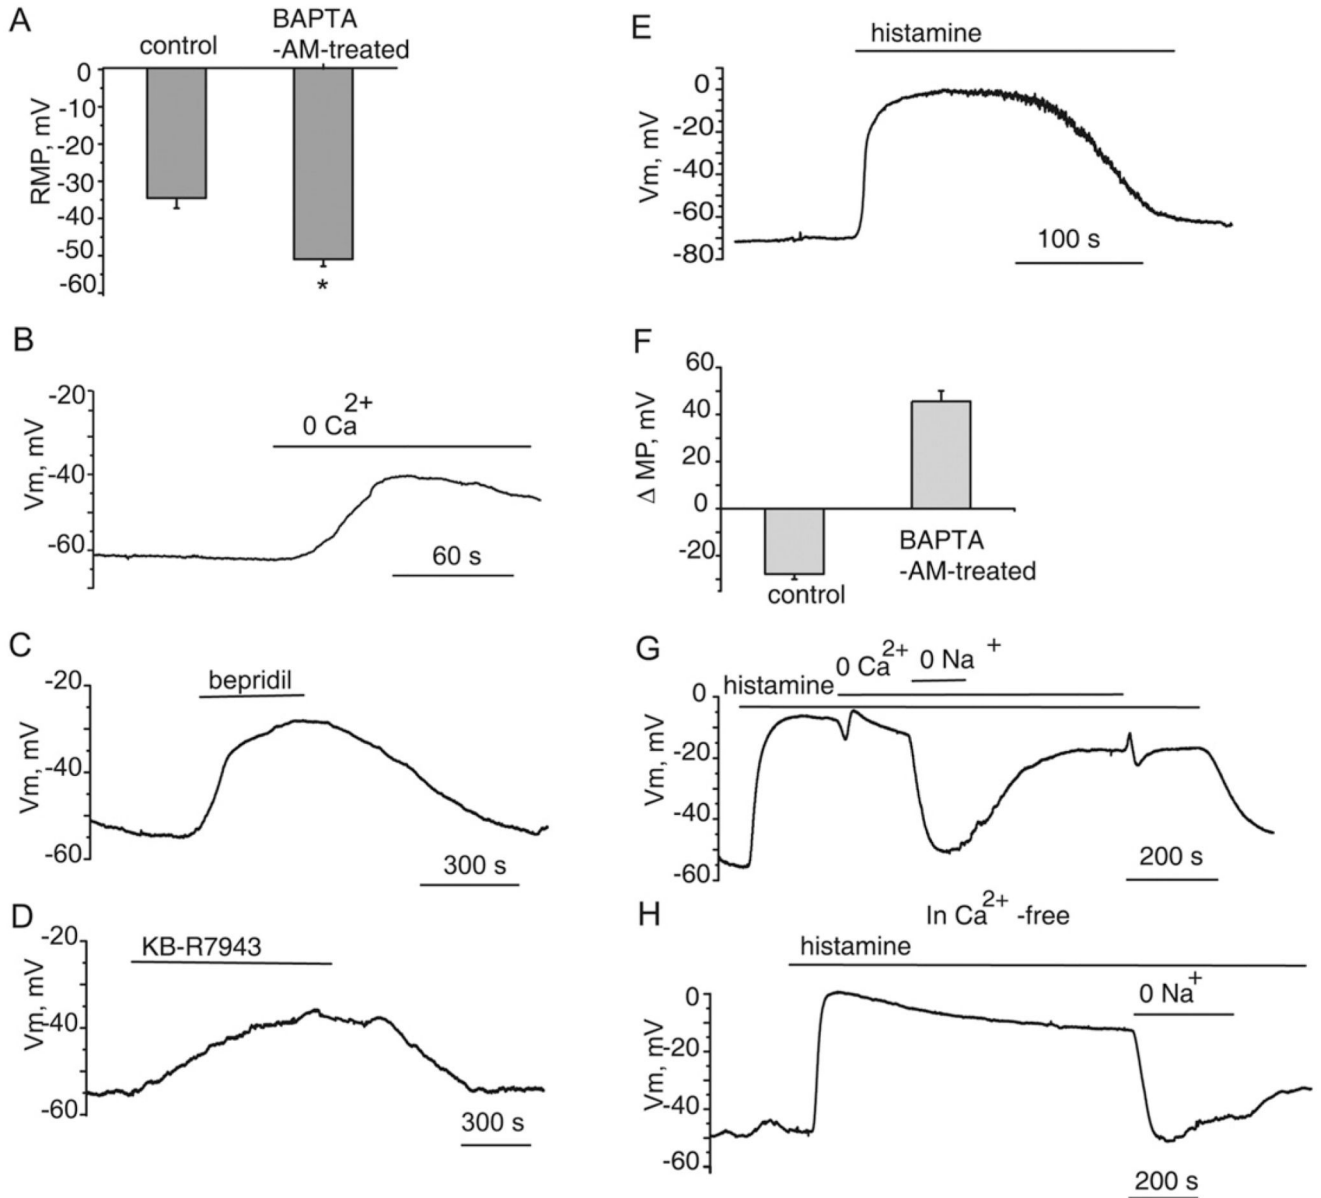 A
control
BAPTA
-AM-treated
RMP, mV
0
-10
-20
-30
-40
-50
-60
*
B
Vm, mV
-20
-40
-60
0 Ca2+
60 s
C
Vm, mV
-20
-40
-60
bepridil
300 s
D
Vm, mV
-20
-40
-60
KB-R7943
300 s
E
histamine
Vm, mV
0
-20
-40
-60
-80
100 s
F
Δ MP, mV
60
40
20
0
-20
control
BAPTA
-AM-treated
G
0 Ca2+ 0 Na+
histamine
Vm, mV
0
-20
-40
-60
200 s
H
In Ca2+-free
histamine
Vm, mV
0
-20
-40
-60
0 Na+
200 s